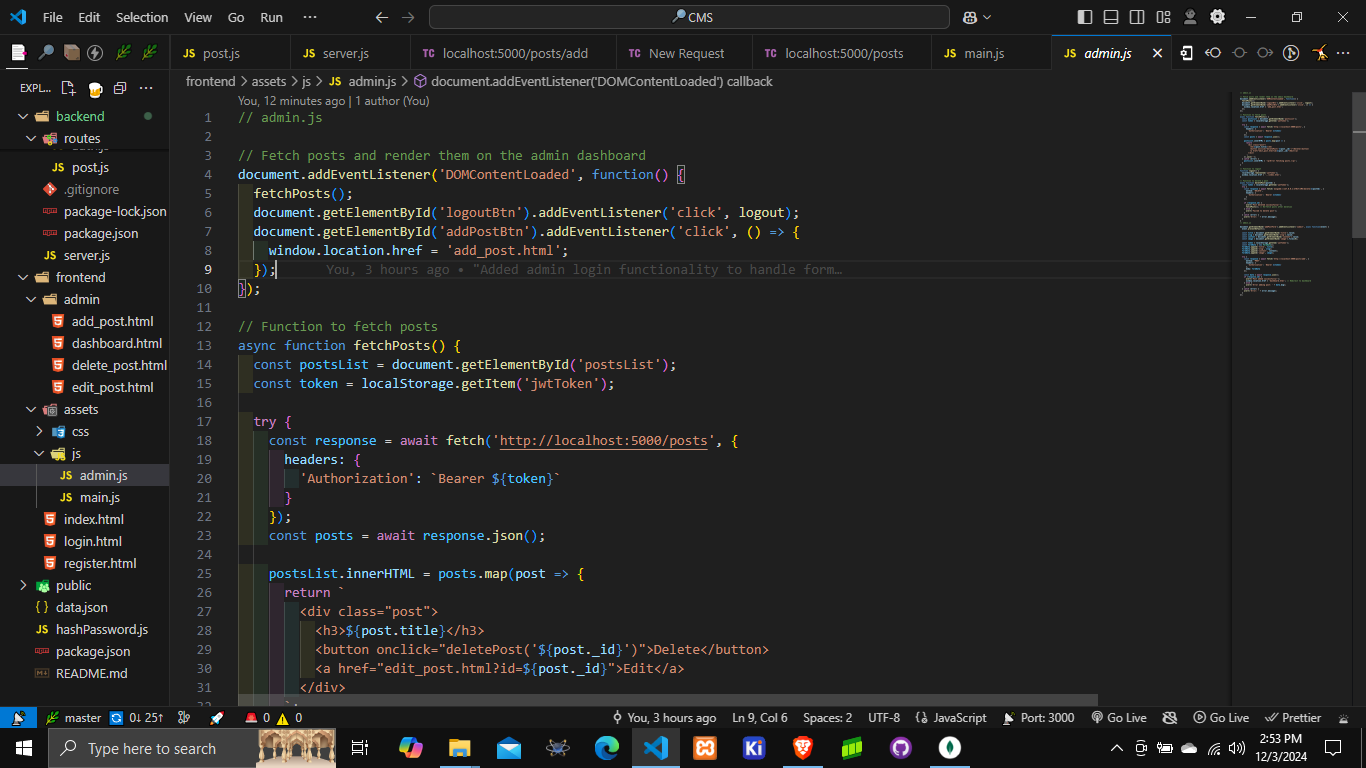 File Edit Selection View Go Run ··· CMS
post.js server.js TC localhost:5000/posts/add TC New Request TC localhost:5000/posts JS main.js JS admin.js
EXPL...
frontend > assets > js > JS admin.js > document.addEventListener('DOMContentLoaded') callback
backend
routes
JS post.js
.gitignore
package-lock.json
package.json
JS server.js
frontend
admin
add_post.html
dashboard.html
delete_post.html
edit_post.html
assets
css
js
JS admin.js
JS main.js
index.html
login.html
register.html
public
{} data.json
JS hashPassword.js
package.json
README.md
You, 12 minutes ago | 1 author (You)
1 // admin.js
2
3 // Fetch posts and render them on the admin dashboard
4 document.addEventListener('DOMContentLoaded', function() {
5 fetchPosts();
6 document.getElementById('logoutBtn').addEventListener('click', logout);
7 document.getElementById('addPostBtn').addEventListener('click', () => {
8 window.location.href = 'add_post.html';
9 }); You, 3 hours ago • "Added admin login functionality to handle form…
10 });
11
12 // Function to fetch posts
13 async function fetchPosts() {
14 const postsList = document.getElementById('postsList');
15 const token = localStorage.getItem('jwtToken');
16
17 try {
18 const response = await fetch('http://localhost:5000/posts', {
19 headers: {
20 'Authorization': `Bearer ${token}`
21 }
22 });
23 const posts = await response.json();
24
25 postsList.innerHTML = posts.map(post => {
26 return `
27 <div class="post">
28 <h3>${post.title}</h3>
29 <button onclick="deletePost('${post._id}')">Delete</button>
30 <a href="edit_post.html?id=${post._id}">Edit</a>
31 </div>
master 0↓ 25↑ 0 0 You, 3 hours ago Ln 9, Col 6 Spaces: 2 UTF-8 {} JavaScript Port: 3000 Go Live Go Live Prettier
Type here to search
Ki
2:53 PM
12/3/2024